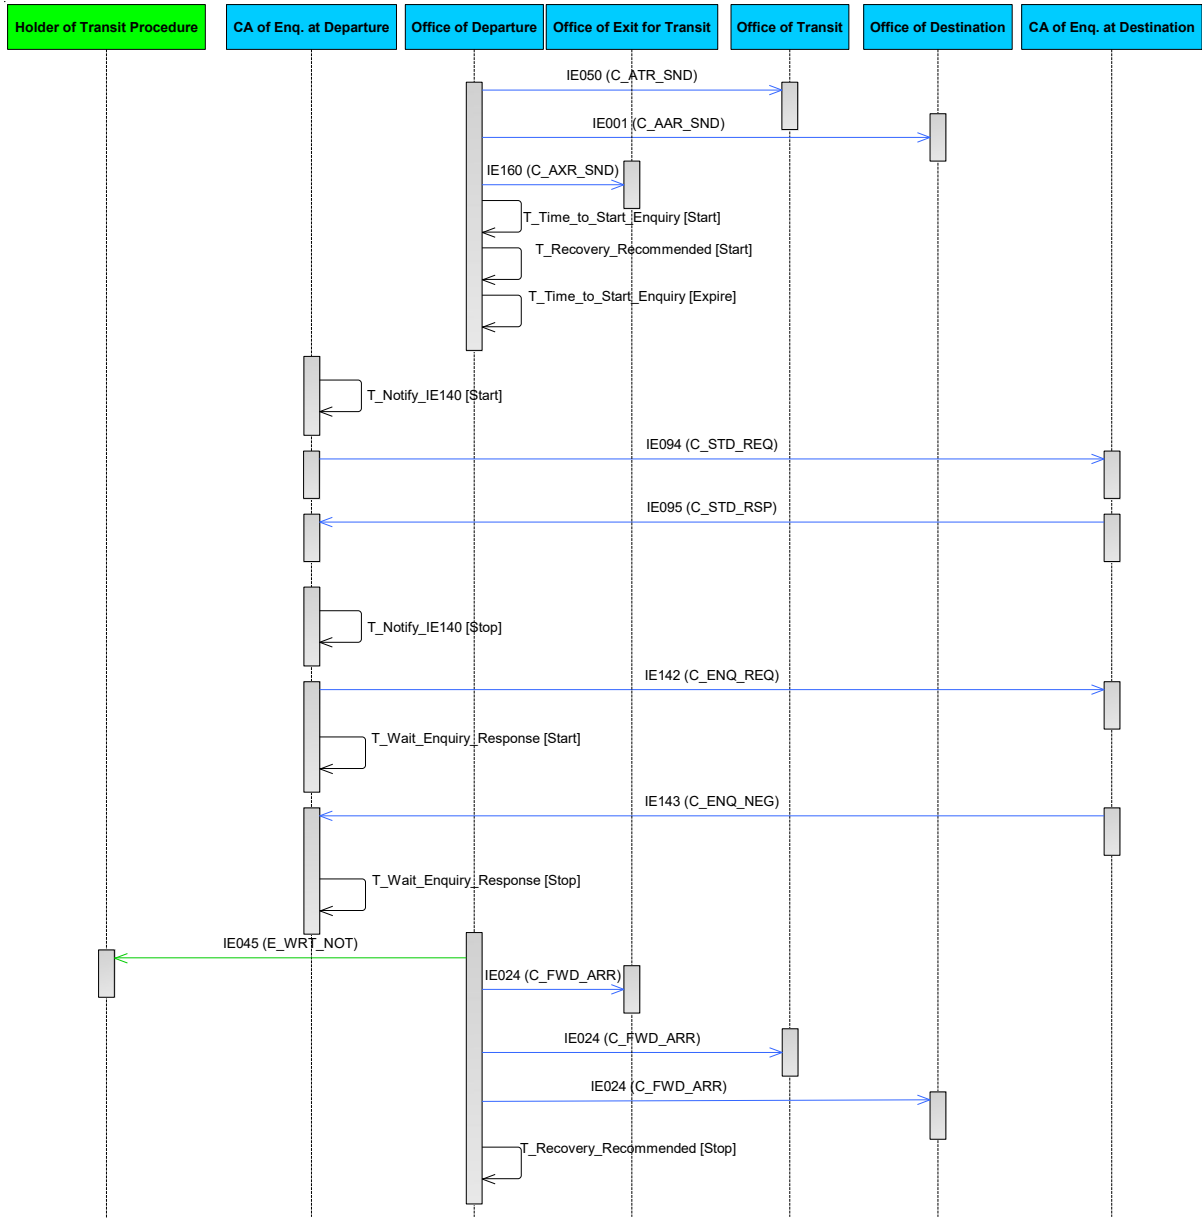 Holder of Transit Procedure
CA of Enq. at Departure
Office of Departure
Office of Exit for Transit
Office of Transit
Office of Destination
CA of Enq. at Destination
IE050 (C_ATR_SND)
IE001 (C_AAR_SND)
IE160 (C_AXR_SND)
T_Time_to_Start_Enquiry [Start]
T_Recovery_Recommended [Start]
T_Time_to_Start_Enquiry [Expire]
T_Notify_IE140 [Start]
IE094 (C_STD_REQ)
IE095 (C_STD_RSP)
T_Notify_IE140 [Stop]
IE142 (C_ENQ_REQ)
T_Wait_Enquiry_Response [Start]
IE143 (C_ENQ_NEG)
T_Wait_Enquiry_Response [Stop]
IE045 (E_WRT_NOT)
IE024 (C_FWD_ARR)
IE024 (C_FWD_ARR)
IE024 (C_FWD_ARR)
T_Recovery_Recommended [Stop]